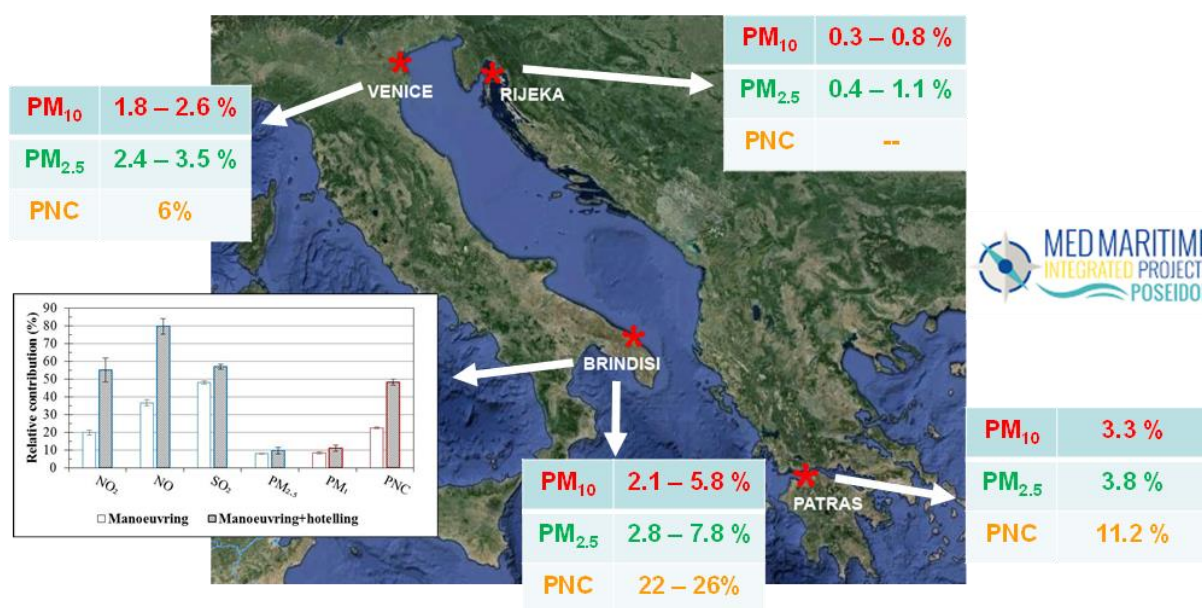 PM10 0.3 – 0.8 %
PM2.5 0.4 – 1.1 %
PNC --
VENICE
RIJEKA
PM10 1.8 – 2.6 %
PM2.5 2.4 – 3.5 %
PNC 6%
MED MARITIME
INTEGRATED PROJECT
POSEIDO
Relative contribution (%)
90
80
70
60
50
40
30
20
10
0
NO2 NO SO2 PM2.5 PM1 PNC
Manoeuvring Manoeuvring+hotelling
BRINDISI
PM10 2.1 – 5.8 %
PM2.5 2.8 – 7.8 %
PNC 22 – 26%
PATRAS
PM10 3.3 %
PM2.5 3.8 %
PNC 11.2 %